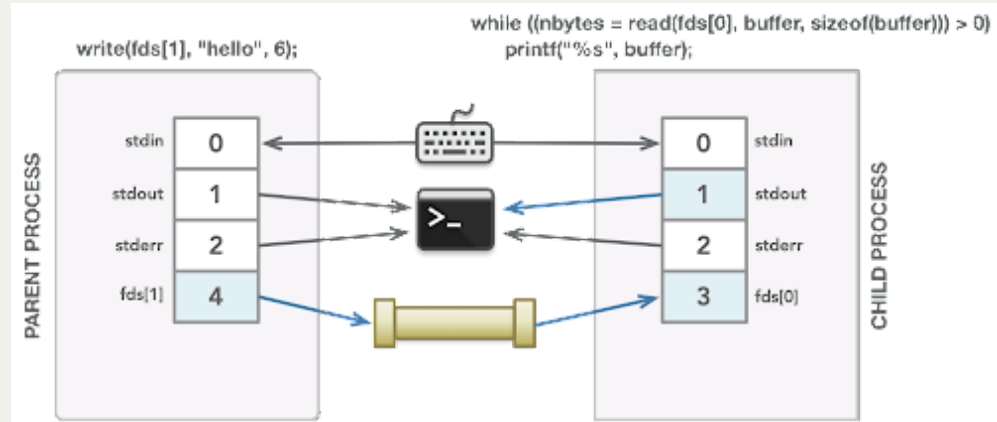 while ((nbytes = read(fds[0], buffer, sizeof(buffer))) > 0)
printf("%s", buffer);
write(fds[1], "hello", 6);
PARENT PROCESS
stdin 0
stdout 1
stderr 2
fds[1] 4
>_
0 stdin
1 stdout
2 stderr
3 fds[0]
CHILD PROCESS